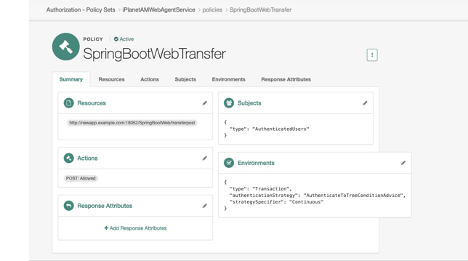 Authorization - Policy Sets > iPlanetAMWebAgentService > policies > SpringBootWebTransfer
POLICY Active
SpringBootWebTransfer
Summary Resources Actions Subjects Environments Response Attributes
Resources
http://newapp.example.com:18082/SpringBootWeb/transferpost
Subjects
{
"type": "AuthenticatedUsers"
}
Actions
POST: Allowed
Environments
{
"type": "Transaction",
"authenticationStrategy": "AuthenticateToTreeConditionAdvice",
"strategySpecifier": "Continuous"
}
Response Attributes
+ Add Response Attributes